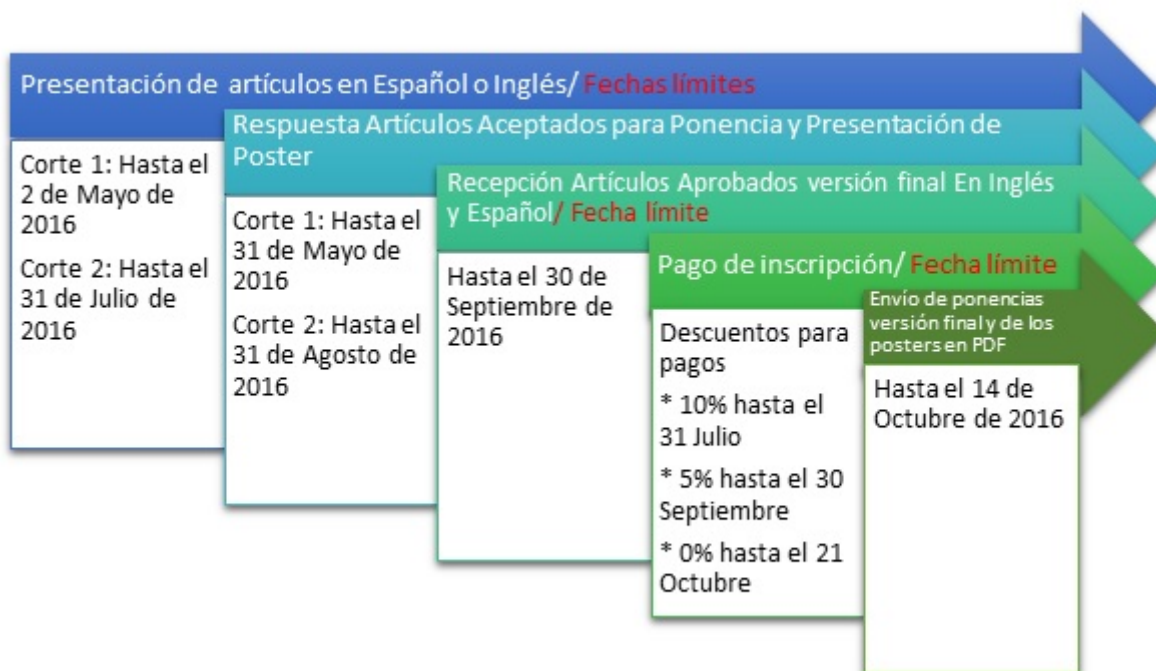 Presentación de artículos en Español o Inglés/ Fechas límites
Corte 1: Hasta el
2 de Mayo de
2016
Corte 2: Hasta el
31 de Julio de
2016
Respuesta Artículos Aceptados para Ponencia y Presentación de
Poster
Corte 1: Hasta el
31 de Mayo de
2016
Corte 2: Hasta el
31 de Agosto de
2016
Recepción Artículos Aprobados versión final En Inglés
y Español/ Fecha límite
Hasta el 30 de
Septiembre de
2016
Pago de inscripción/ Fecha límite
Descuentos para
pagos
* 10% hasta el
31 Julio
* 5% hasta el 30
Septiembre
* 0% hasta el 21
Octubre
Envío de ponencias
versión final y de los
posters en PDF
Hasta el 14 de
Octubre de 2016